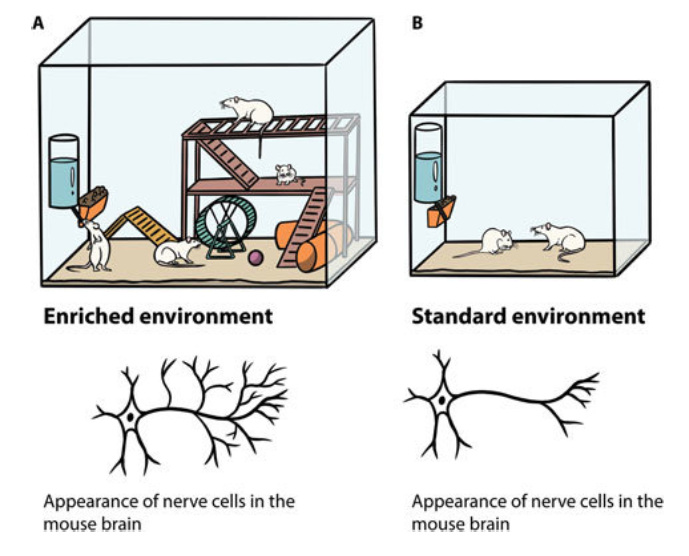 A
B
Enriched environment
Standard environment
Appearance of nerve cells in the
mouse brain
Appearance of nerve cells in the
mouse brain